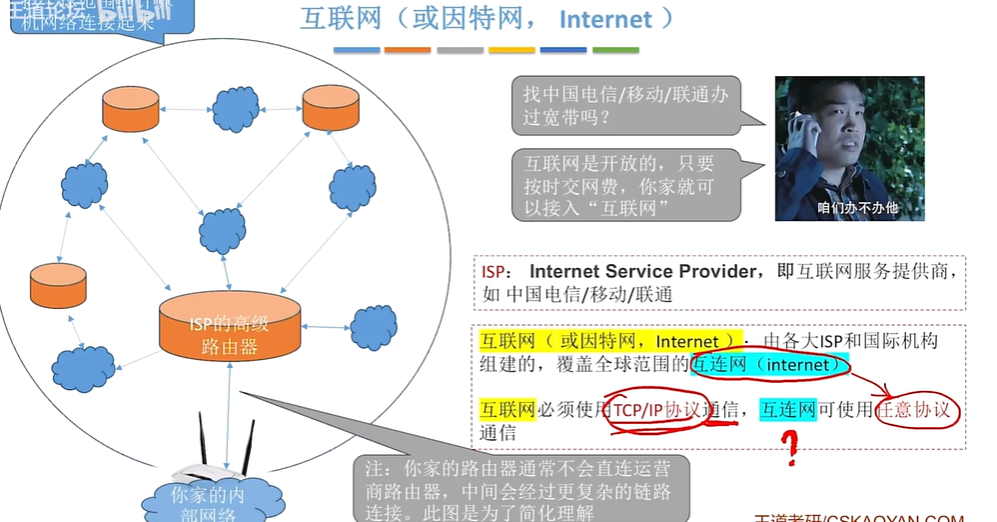 王道论坛 bilibili
机网络连接起来
互联网（或因特网， Internet ）
找中国电信/移动/联通办
过宽带吗？
互联网是开放的，只要
按时交网费，你家就可
以接入“互联网”
咱们办不办他
ISP： Internet Service Provider，即互联网服务提供商，
如 中国电信/移动/联通
互联网（ 或因特网，Internet ）：由各大ISP和国际机构
组建的，覆盖全球范围的互连网（internet）
互联网必须使用TCP/IP协议通信，互连网可使用任意协议
通信
?
ISP的高级
路由器
你家的内
部网络
注：你家的路由器通常不会直连运营
商路由器，中间会经过更复杂的链路
连接。此图是为了简化理解
王道考研/CSKAOYAN.COM